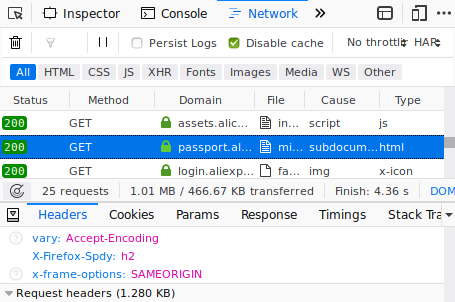 Inspector Console Network
Persist Logs Disable cache No throttle HAR
All HTML CSS JS XHR Fonts Images Media WS Other
Status Method Domain File Cause Type
200 GET assets.alic... in... script js
200 GET passport.al... mi... subdocum... html
200 GET login.aliexp... fa... img x-icon
25 requests 1.01 MB / 466.67 KB transferred Finish: 4.36 s DOM
Headers Cookies Params Response Timings Stack Tra
vary: Accept-Encoding
X-Firefox-Spdy: h2
x-frame-options: SAMEORIGIN
Request headers (1.280 KB)